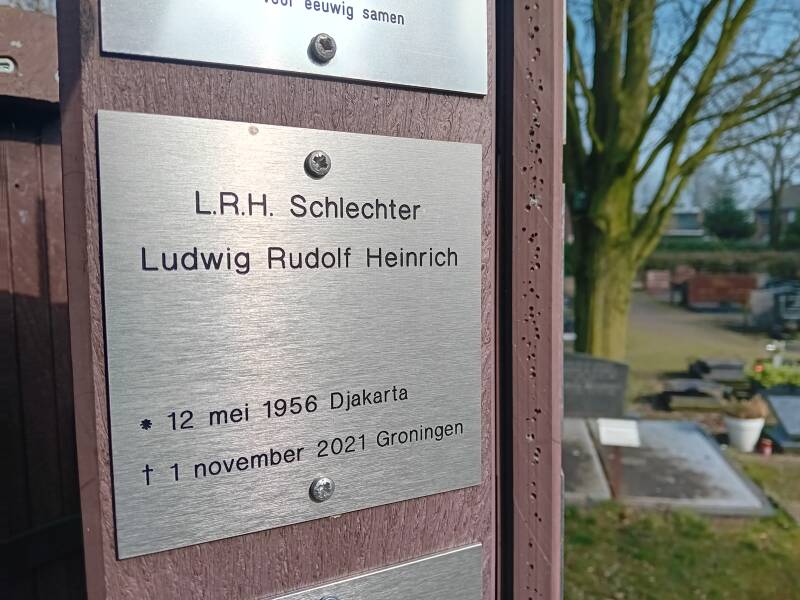 voor eeuwig samen
L.R.H. Schlechter
Ludwig Rudolf Heinrich
* 12 mei 1956 Djakarta
† 1 november 2021 Groningen